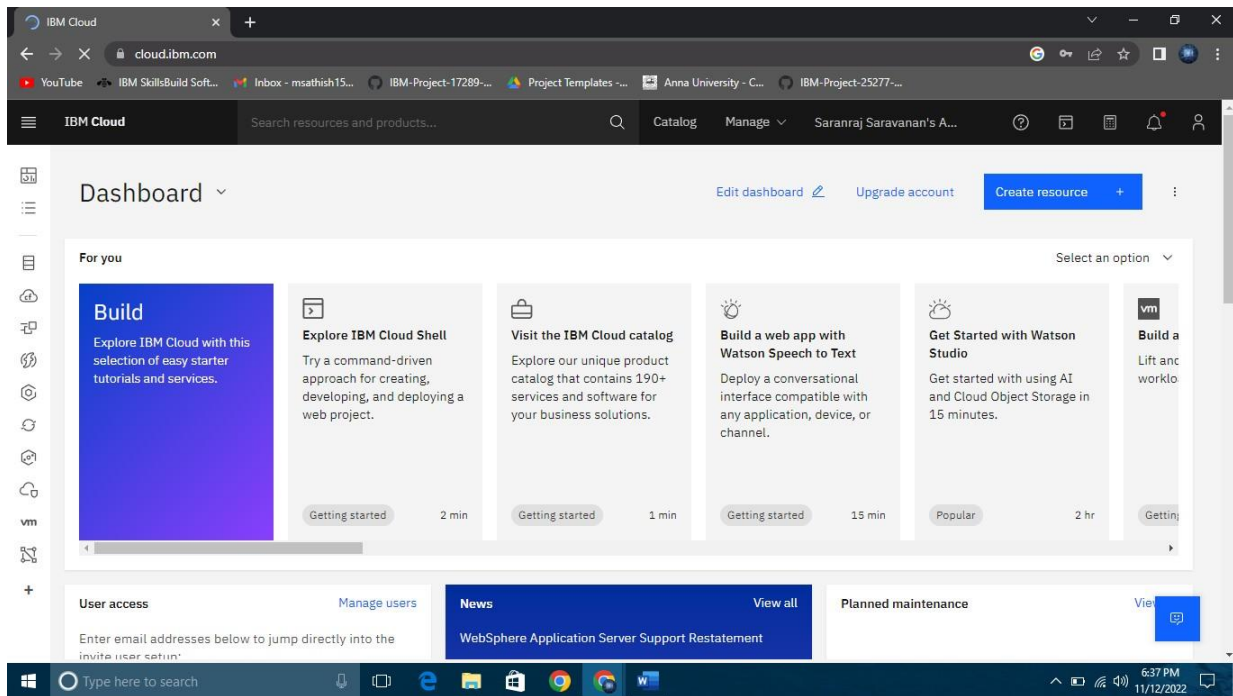 IBM Cloud
cloud.ibm.com
YouTube
IBM SkillsBuild Soft...
Inbox - msathish15...
IBM-Project-17289-...
Project Templates -...
Anna University - C...
IBM-Project-25277-...
IBM Cloud
Search resources and products...
Catalog
Manage
Saranraj Saravanan's A...
Dashboard
Edit dashboard
Upgrade account
Create resource +
For you
Select an option
Build
Explore IBM Cloud with this
selection of easy starter
tutorials and services.
Explore IBM Cloud Shell
Try a command-driven
approach for creating,
developing, and deploying a
web project.
Getting started
2 min
Visit the IBM Cloud catalog
Explore our unique product
catalog that contains 190+
services and software for
your business solutions.
Getting started
1 min
Build a web app with
Watson Speech to Text
Deploy a conversational
interface compatible with
any application, device, or
channel.
Getting started
15 min
Get Started with Watson
Studio
Get started with using AI
and Cloud Object Storage in
15 minutes.
Popular
2 hr
vm
Build a
Lift and
worklo
Getting
vm
User access
Manage users
Enter email addresses below to jump directly into the
invite user setup:
News
View all
WebSphere Application Server Support Restatement
Planned maintenance
Type here to search
6:37 PM
11/12/2022